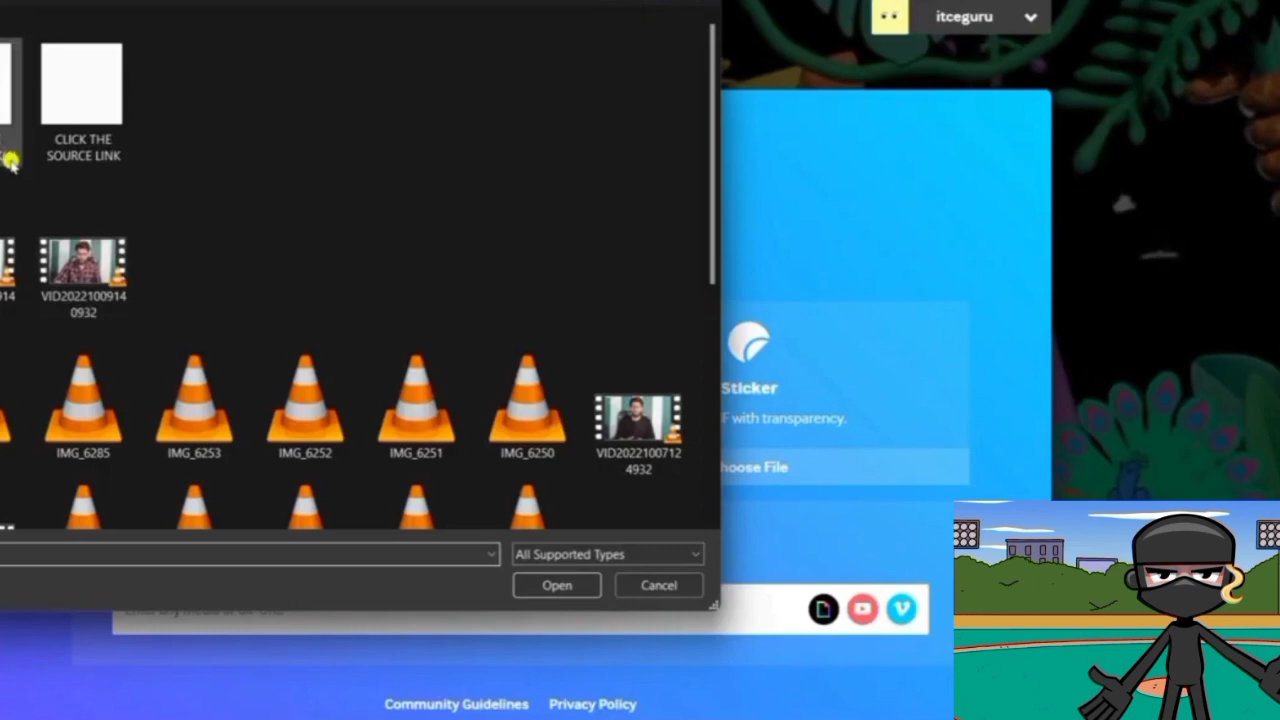 itceguru
CLICK THE
SOURCE LINK
914
VID2022100914
0932
Sticker
F with transparency.
hoose File
IMG_6285
IMG_6253
IMG_6252
IMG_6251
IMG_6250
VID2022100712
4932
All Supported Types
Open
Cancel
Community Guidelines
Privacy Policy